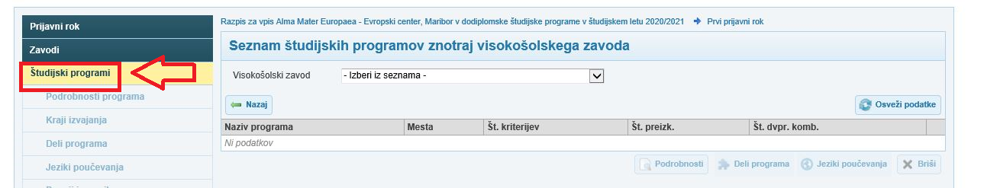 Prijavni rok
Zavodi
Študijski programi
Podrobnosti programa
Kraji izvajanja
Deli programa
Jeziki poučevanja
Razpis za vpis Alma Mater Europaea - Evropski center, Maribor v dodiplomske študijske programe v študijskem letu 2020/2021 Prvi prijavni rok
Seznam študijskih programov znotraj visokošolskega zavoda
Visokošolski zavod - Izberi iz seznama -
Nazaj Osveži podatke
Naziv programa Mesta Št. kriterijev Št. preizk. Št. dvpr. komb.
Ni podatkov
Podrobnosti Deli programa Jeziki poučevanja Briši